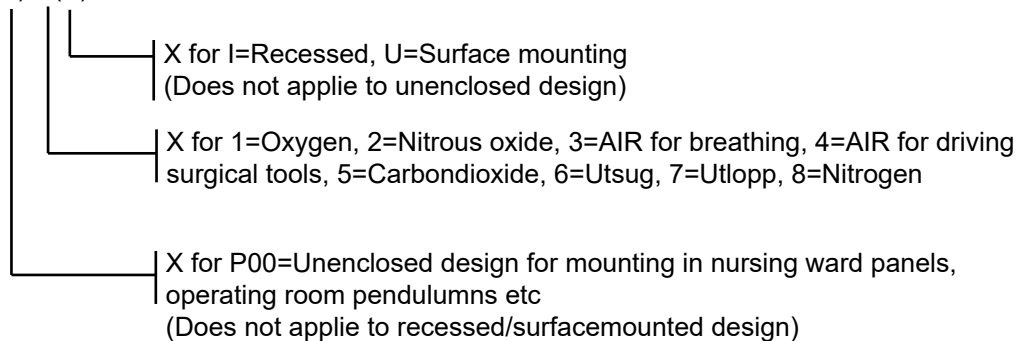 X for I=Recessed, U=Surface mounting
(Does not applie to unenclosed design)
X for 1=Oxygen, 2=Nitrous oxide, 3=AIR for breathing, 4=AIR for driving
surgical tools, 5=Carbondioxide, 6=Utsug, 7=Utlopp, 8=Nitrogen
X for P00=Unenclosed design for mounting in nursing ward panels,
operating room pendulumns etc
(Does not applie to recessed/surfacemounted design)